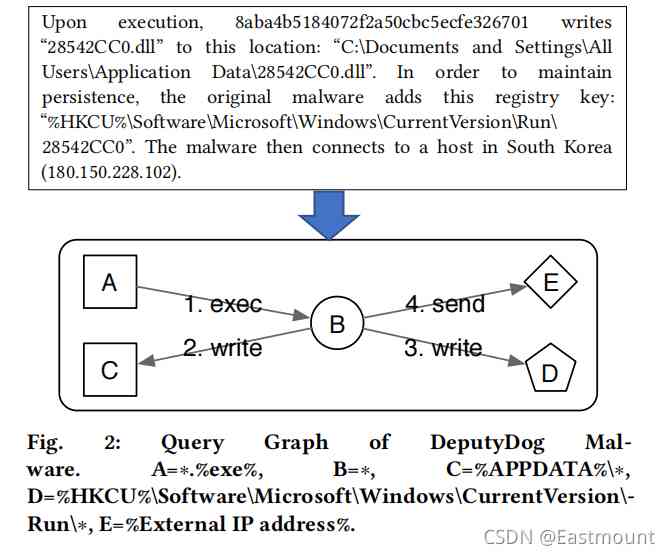 Upon execution, 8aba4b5184072f2a50cbc5ecfe326701 writes
“28542CC0.dll” to this location: “C:\Documents and Settings\All
Users\Application Data\28542CC0.dll”. In order to maintain
persistence, the original malware adds this registry key:
“%HKCU%\Software\Microsoft\Windows\CurrentVersion\Run\
28542CC0”. The malware then connects to a host in South Korea
(180.150.228.102).
A
1. exec
4. send
E
B
C
2. write
3. write
D
Fig. 2: Query Graph of DeputyDog Mal-
ware. A=∗.%exe%, B=∗, C=%APPDATA%\∗,
D=%HKCU%\Software\Microsoft\Windows\CurrentVersion\-
Run\∗, E=%External IP address%.
CSDN @Eastmount